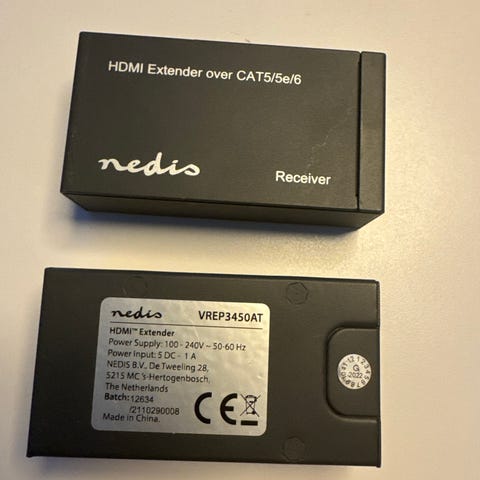 HDMI Extender over CAT5/5e/6
nedis
Receiver
nedis VREP3450AT
HDMI™ Extender
Power Supply: 100 - 240V ~ 50-60 Hz
Power Input: 5 DC - 1 A
NEDIS B.V., De Tweeling 28,
5215 MC 's-Hertogenbosch,
The Netherlands
Batch: 12634
/2110290008
Made in China.
CE
G
2022